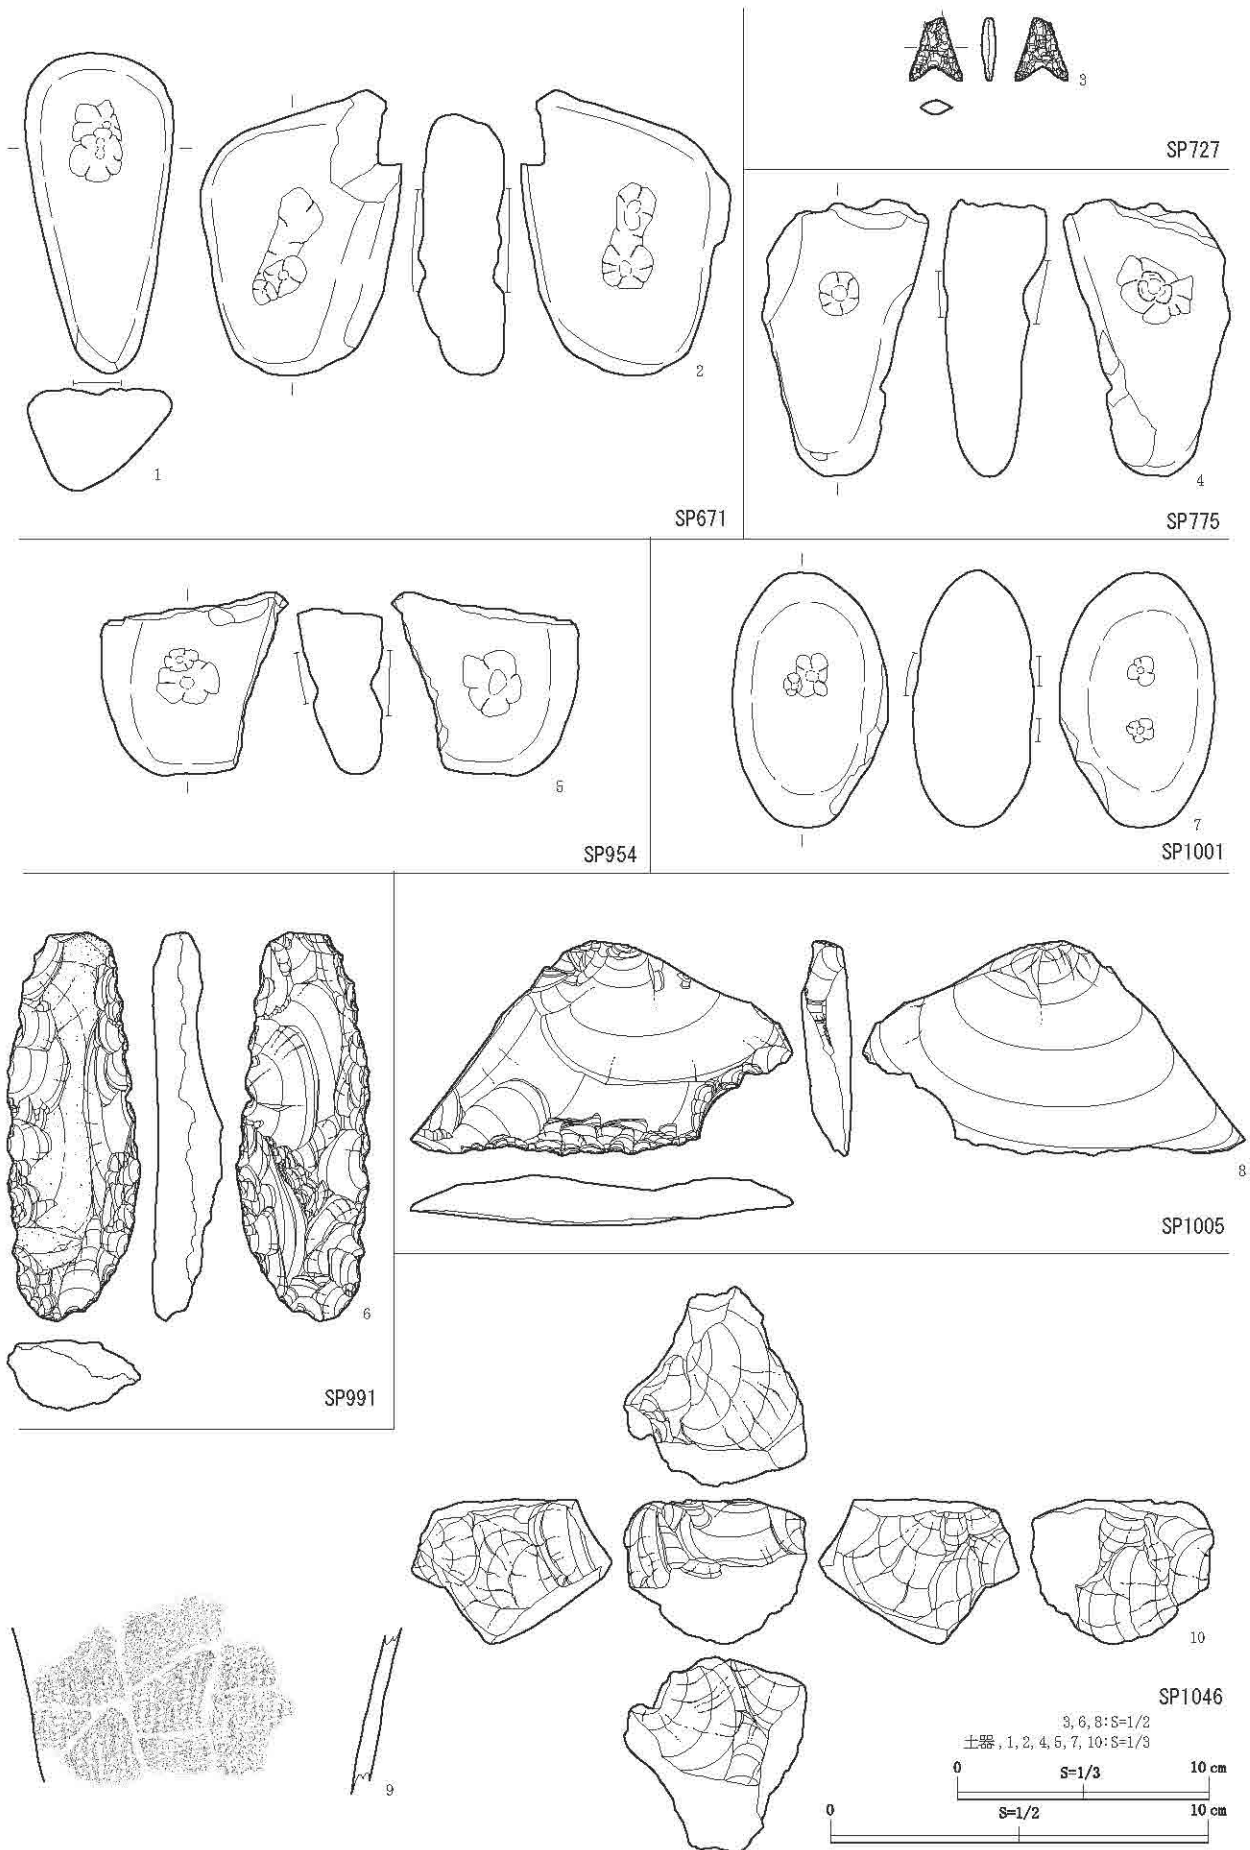 3
SP727
1
2
SP671
4
SP775
5
SP954
7
SP1001
6
SP991
8
SP1005
9
10
SP1046
3, 6, 8:S=1/2
土器, 1, 2, 4, 5, 7, 10:S=1/3
0 S=1/3 10 cm
0 S=1/2 10 cm